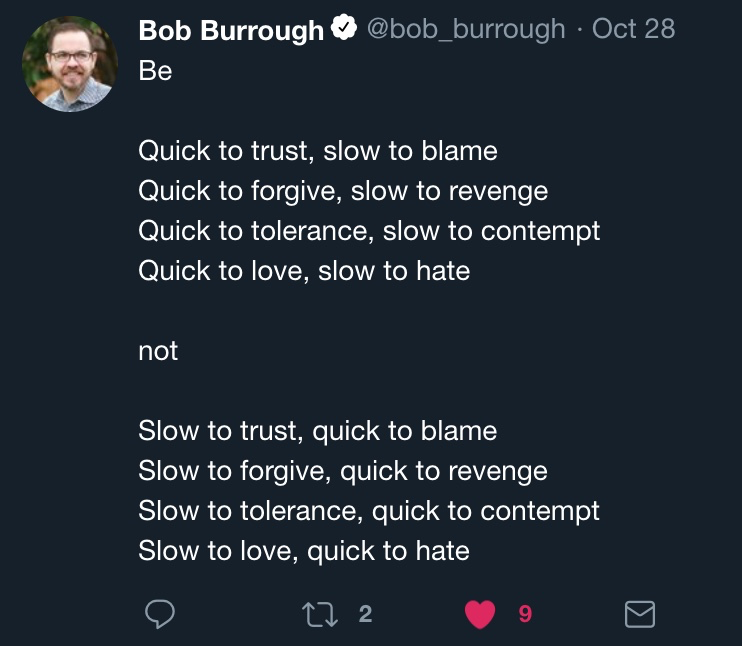 Bob Burrough @bob_burrough · Oct 28
Be
Quick to trust, slow to blame
Quick to forgive, slow to revenge
Quick to tolerance, slow to contempt
Quick to love, slow to hate
not
Slow to trust, quick to blame
Slow to forgive, quick to revenge
Slow to tolerance, quick to contempt
Slow to love, quick to hate
2 9